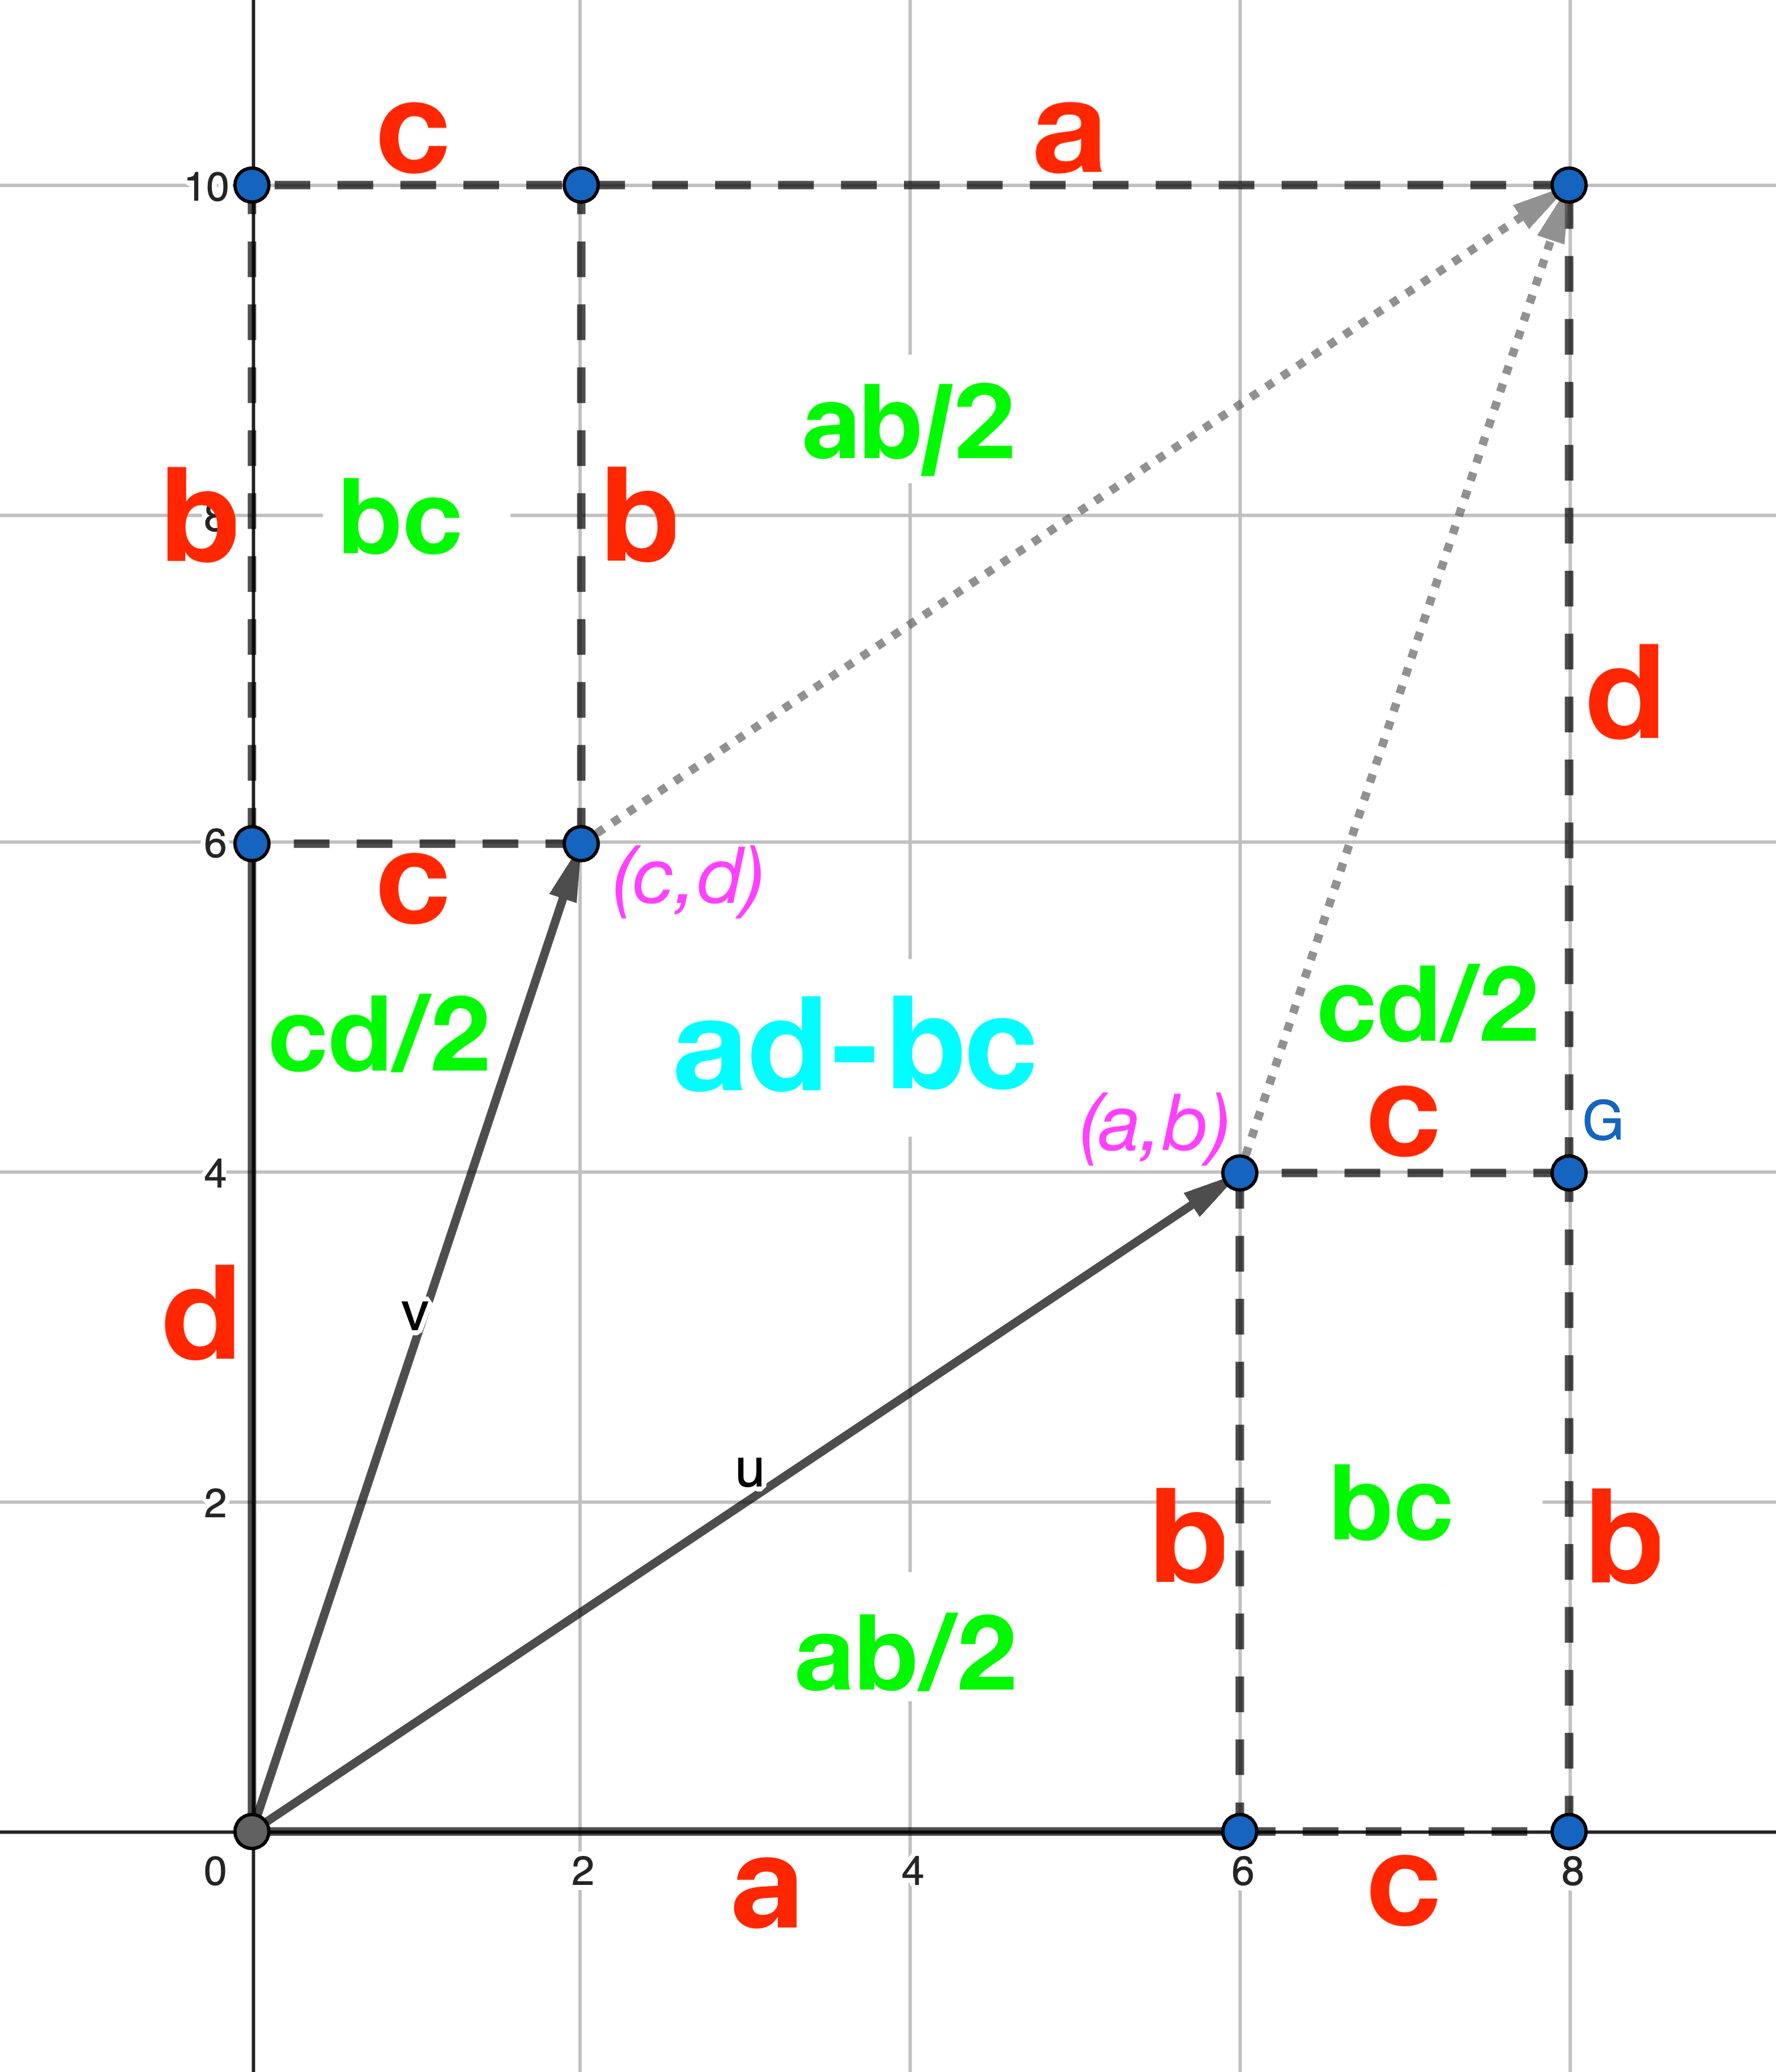 c a
10
ab/2
b 8 bc b
d
6
c (c,d)
cd/2 ad-bc cd/2
(a,b) c G
4
d v
u
2 b bc b
ab/2
0 2 4 6 8
a c